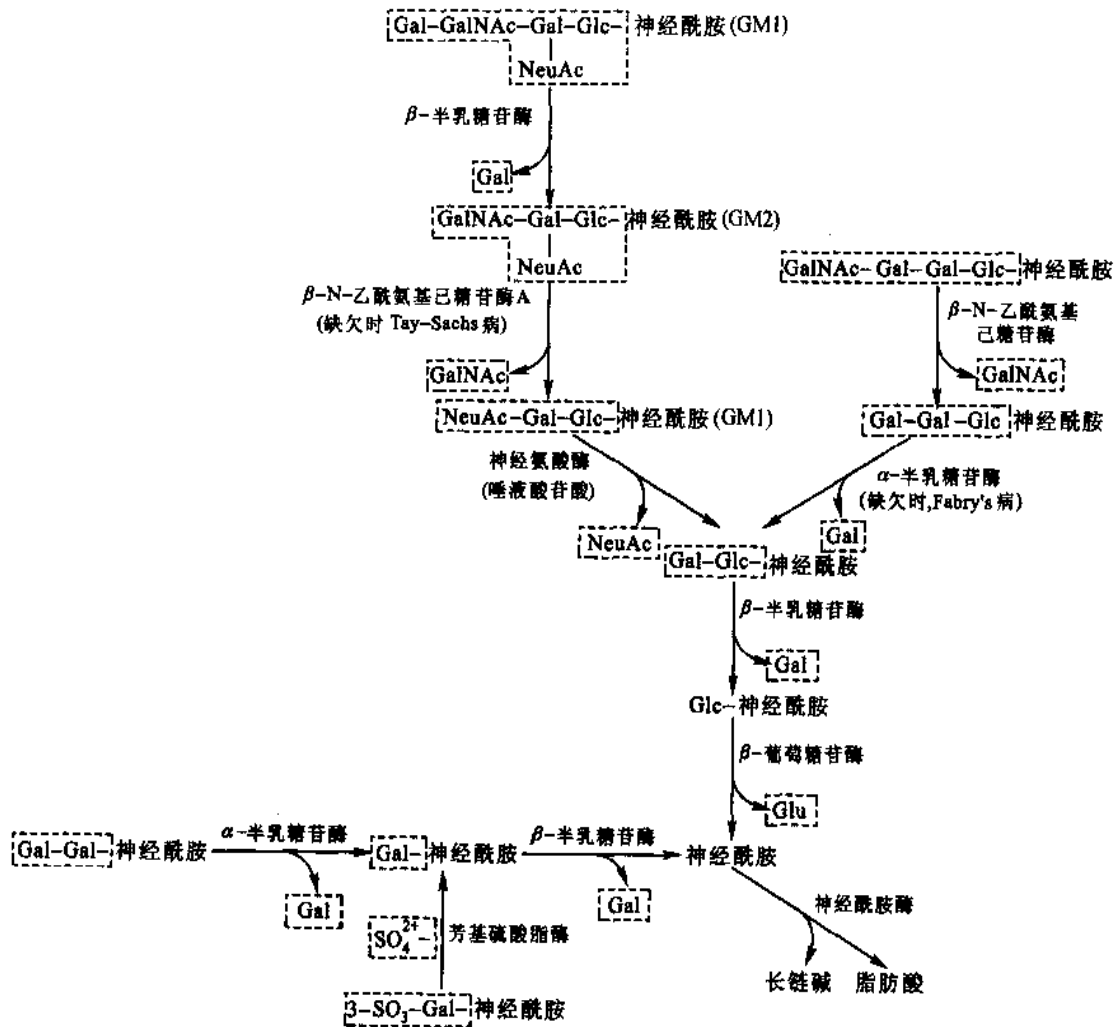 Gal-GalNAc-Gal-Glc-神经酰胺(GM1)
NeuAc
β-半乳糖苷酶
Gal
GalNAc-Gal-Glc-神经酰胺(GM2)
NeuAc
β-N-乙酰氨基己糖苷酶A
(缺欠时 Tay-Sachs 病)
GalNAc
NeuAc-Gal-Glc-神经酰胺(GM1)
神经氨酸酶
(唾液酸苷酸)
NeuAc
GalNAc-Gal-Gal-Glc-神经酰胺
β-N-乙酰氨基
己糖苷酶
GalNAc
Gal-Gal-Glc 神经酰胺
α-半乳糖苷酶
(缺欠时,Fabry's 病)
Gal
Gal-Glc-神经酰胺
β-半乳糖苷酶
Gal
Glc-神经酰胺
β-葡萄糖苷酶
Glu
Gal-Gal-神经酰胺
α-半乳糖苷酶
Gal
Gal-神经酰胺
β-半乳糖苷酶
Gal
神经酰胺
SO₄²⁺-
芳基硫酸脂酶
3-SO₃-Gal-神经酰胺
神经酰胺酶
长链碱 脂肪酸